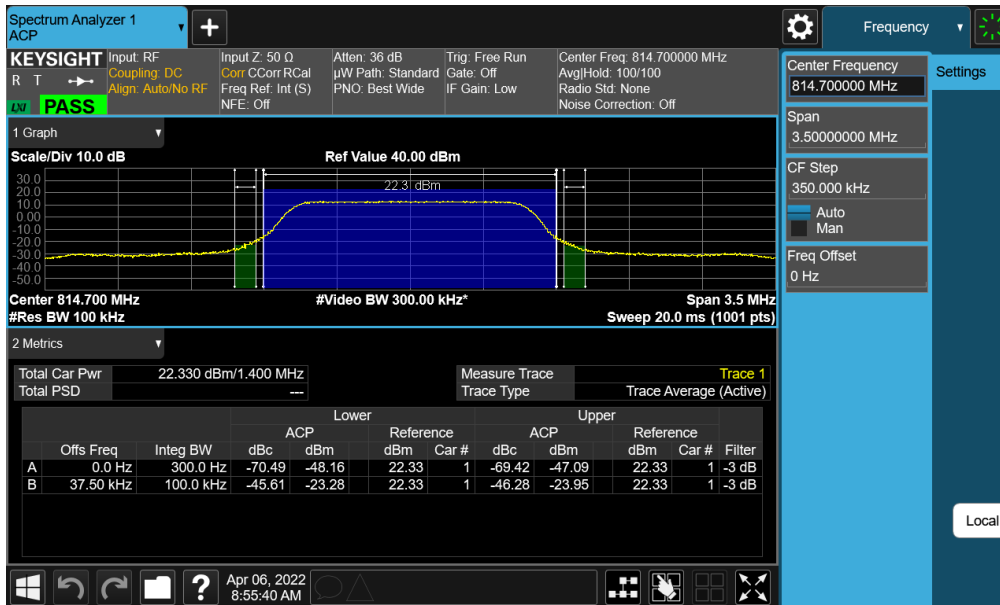 Spectrum Analyzer 1
ACP
Frequency
KEYSIGHT Input: RF Input Z: 50 Ω Atten: 36 dB Trig: Free Run Center Freq: 814.700000 MHz
R T Coupling: DC Corr CCorr RCal µW Path: Standard Gate: Off Avg|Hold: 100/100
Align: Auto/No RF Freq Ref: Int (S) PNO: Best Wide IF Gain: Low Radio Std: None
LXI PASS NFE: Off Noise Correction: Off
Center Frequency
814.700000 MHz
Settings
Span
3.50000000 MHz
CF Step
350.000 kHz
Auto
Man
Freq Offset
0 Hz
1 Graph
Scale/Div 10.0 dB Ref Value 40.00 dBm
22.3 dBm
30.0
20.0
10.0
0.00
-10.0
-20.0
-30.0
-40.0
-50.0
Center 814.700 MHz #Video BW 300.00 kHz* Span 3.5 MHz
#Res BW 100 kHz Sweep 20.0 ms (1001 pts)
2 Metrics
Total Car Pwr 22.330 dBm/1.400 MHz Measure Trace Trace 1
Total PSD --- Trace Type Trace Average (Active)
Lower Upper
ACP Reference ACP Reference
Offs Freq Integ BW dBc dBm dBm Car # dBc dBm dBm Car # Filter
A 0.0 Hz 300.0 Hz -70.49 -48.16 22.33 1 -69.42 -47.09 22.33 1 -3 dB
B 37.50 kHz 100.0 kHz -45.61 -23.28 22.33 1 -46.28 -23.95 22.33 1 -3 dB
Local
?
Apr 06, 2022
8:55:40 AM